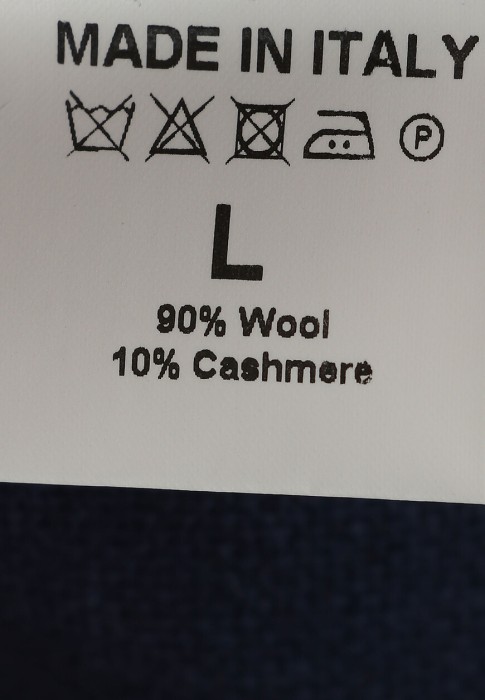 MADE IN ITALY
P
L
90% Wool
10% Cashmere